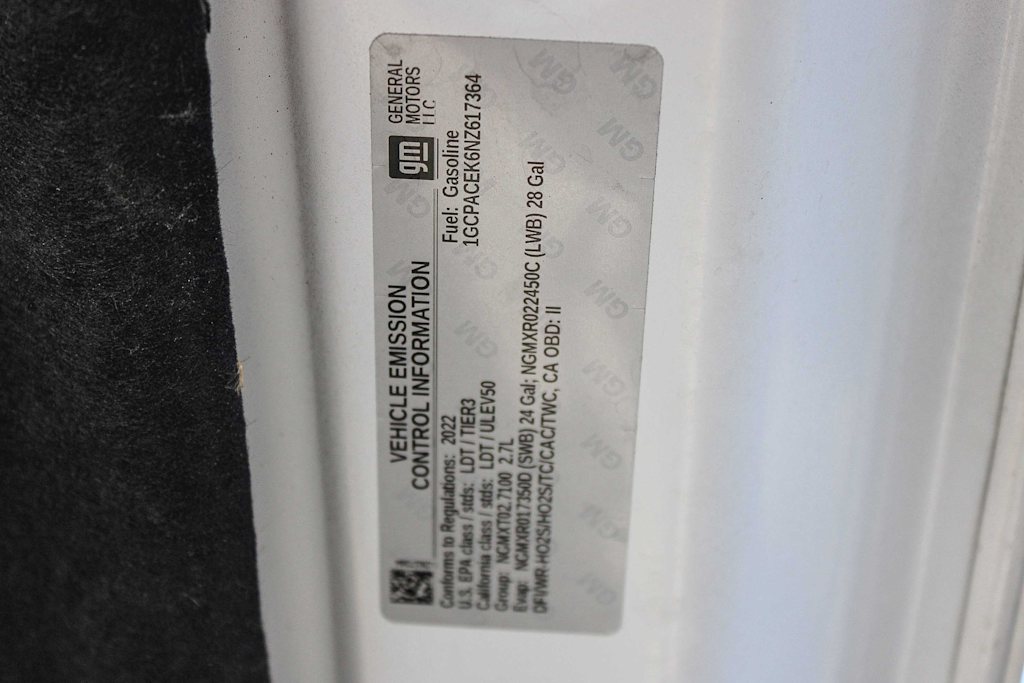 VEHICLE EMISSION
CONTROL INFORMATION
gm
GENERAL
MOTORS
LLC
Conforms to Regulations: 2022
Fuel: Gasoline
U.S. EPA class / stds: LDT / TIER3
1GCPACEK6NZ617364
California class / stds: LDT / ULEV50
Group: NGMXT02.7100 2.7L
Evap: NGMXR017350D (SWB) 24 Gal; NGMXR022450C (LWB) 28 Gal
DFI/WR-HO2S/HO2S/TC/CAC/TWC, CA OBD: II